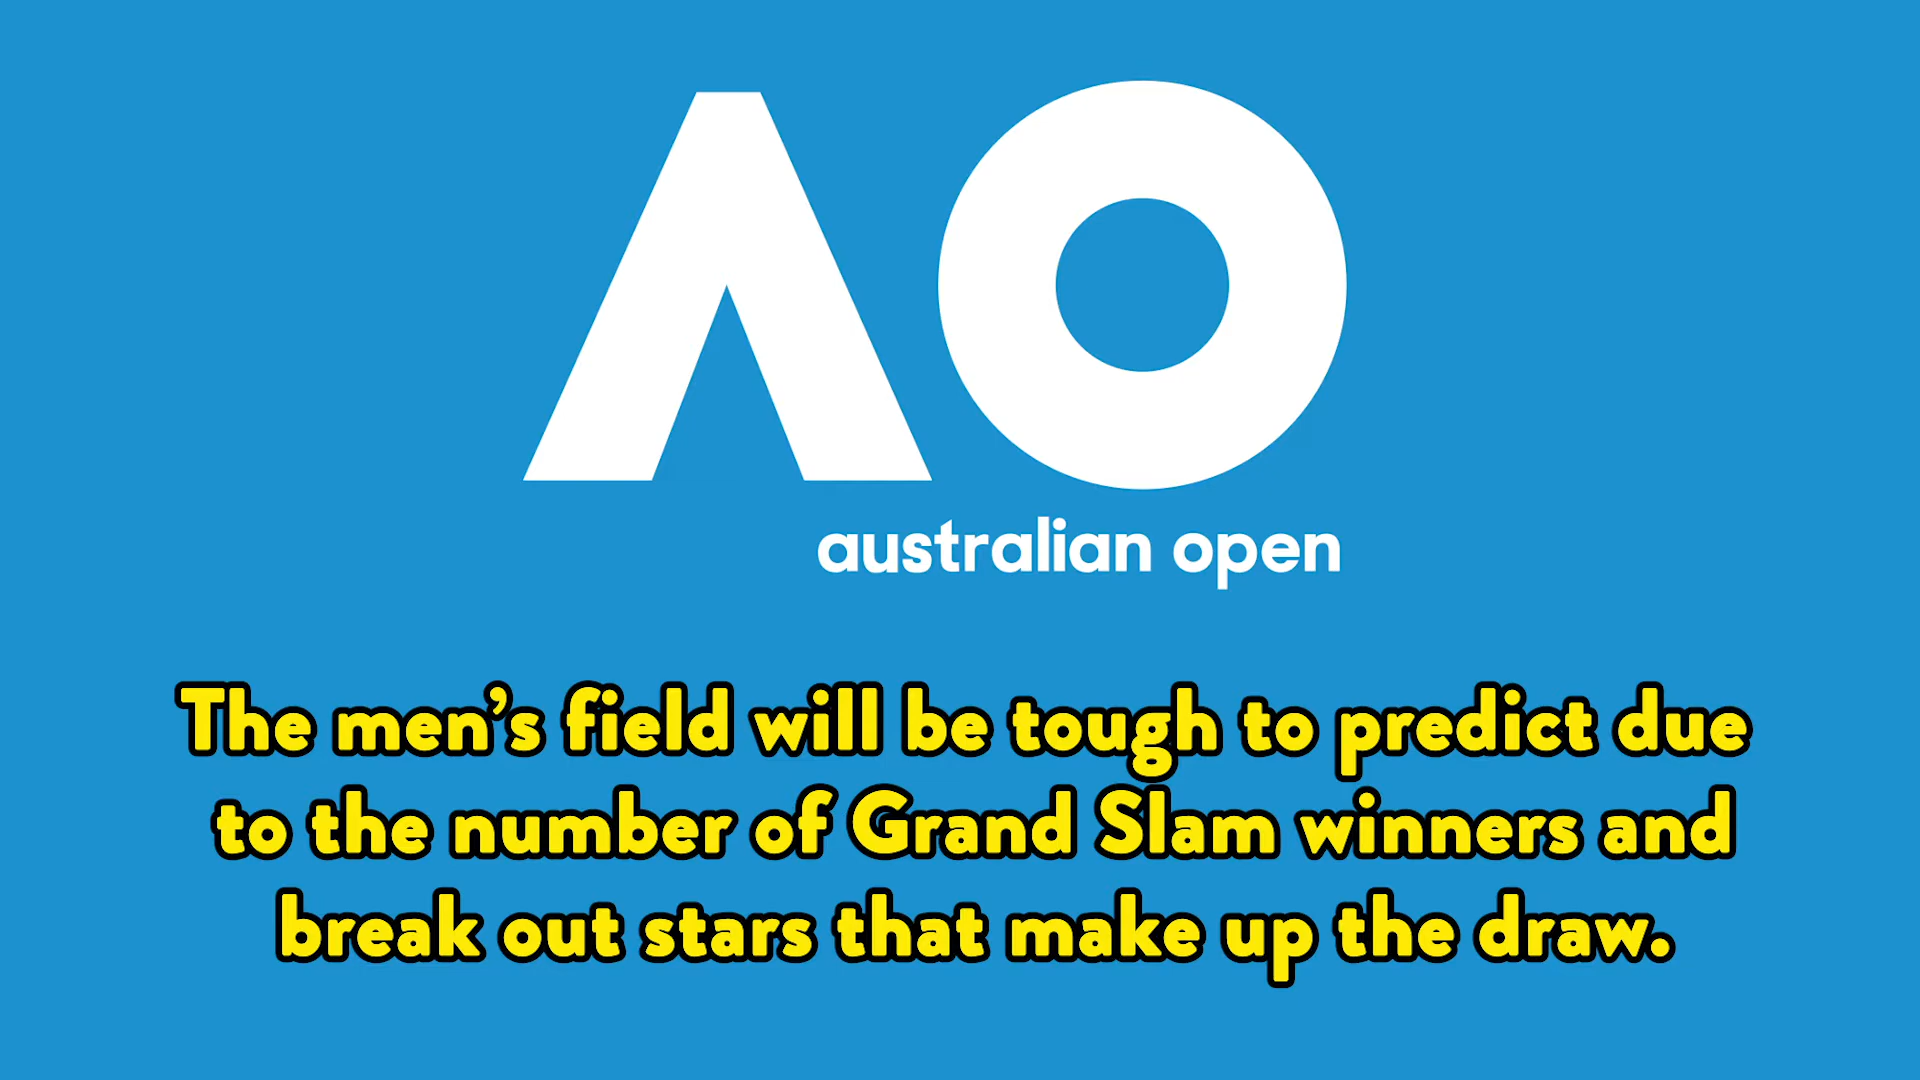 AO
australian open
The men’s field will be tough to predict due
to the number of Grand Slam winners and
break out stars that make up the draw.